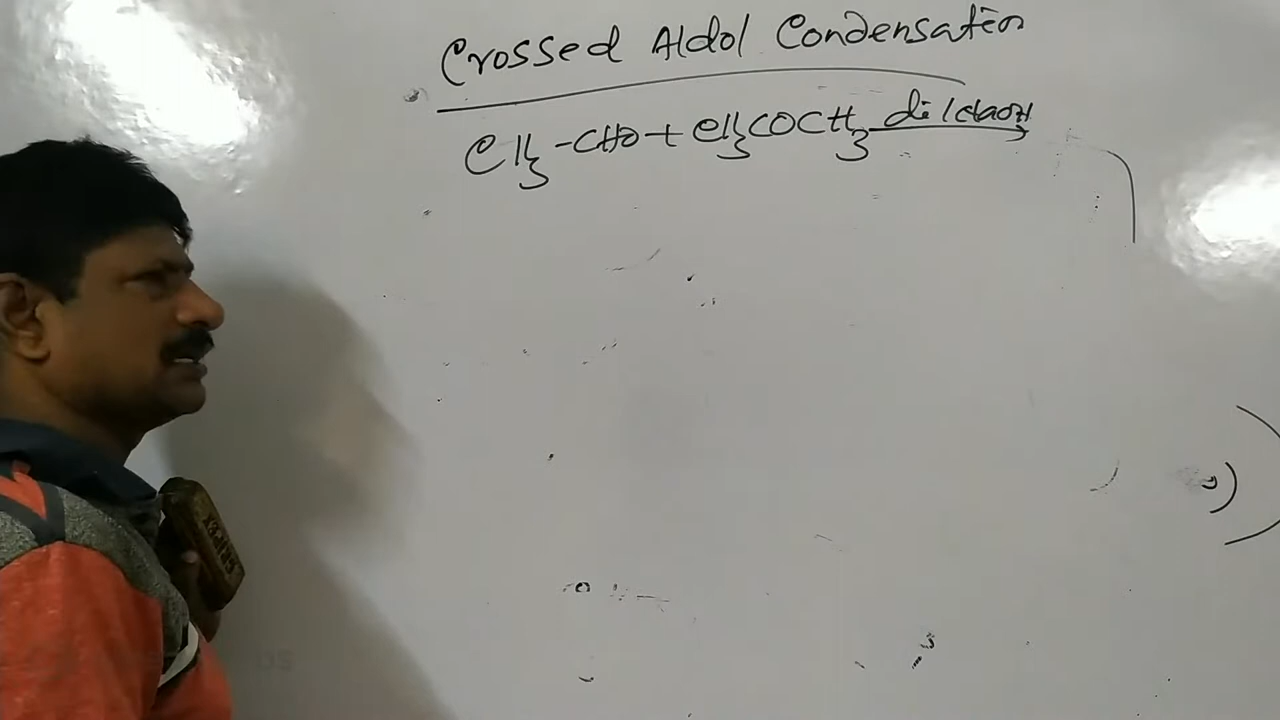 Crossed Aldol Condensation
CH3-CHO + CH3COCH3 dil NaOH